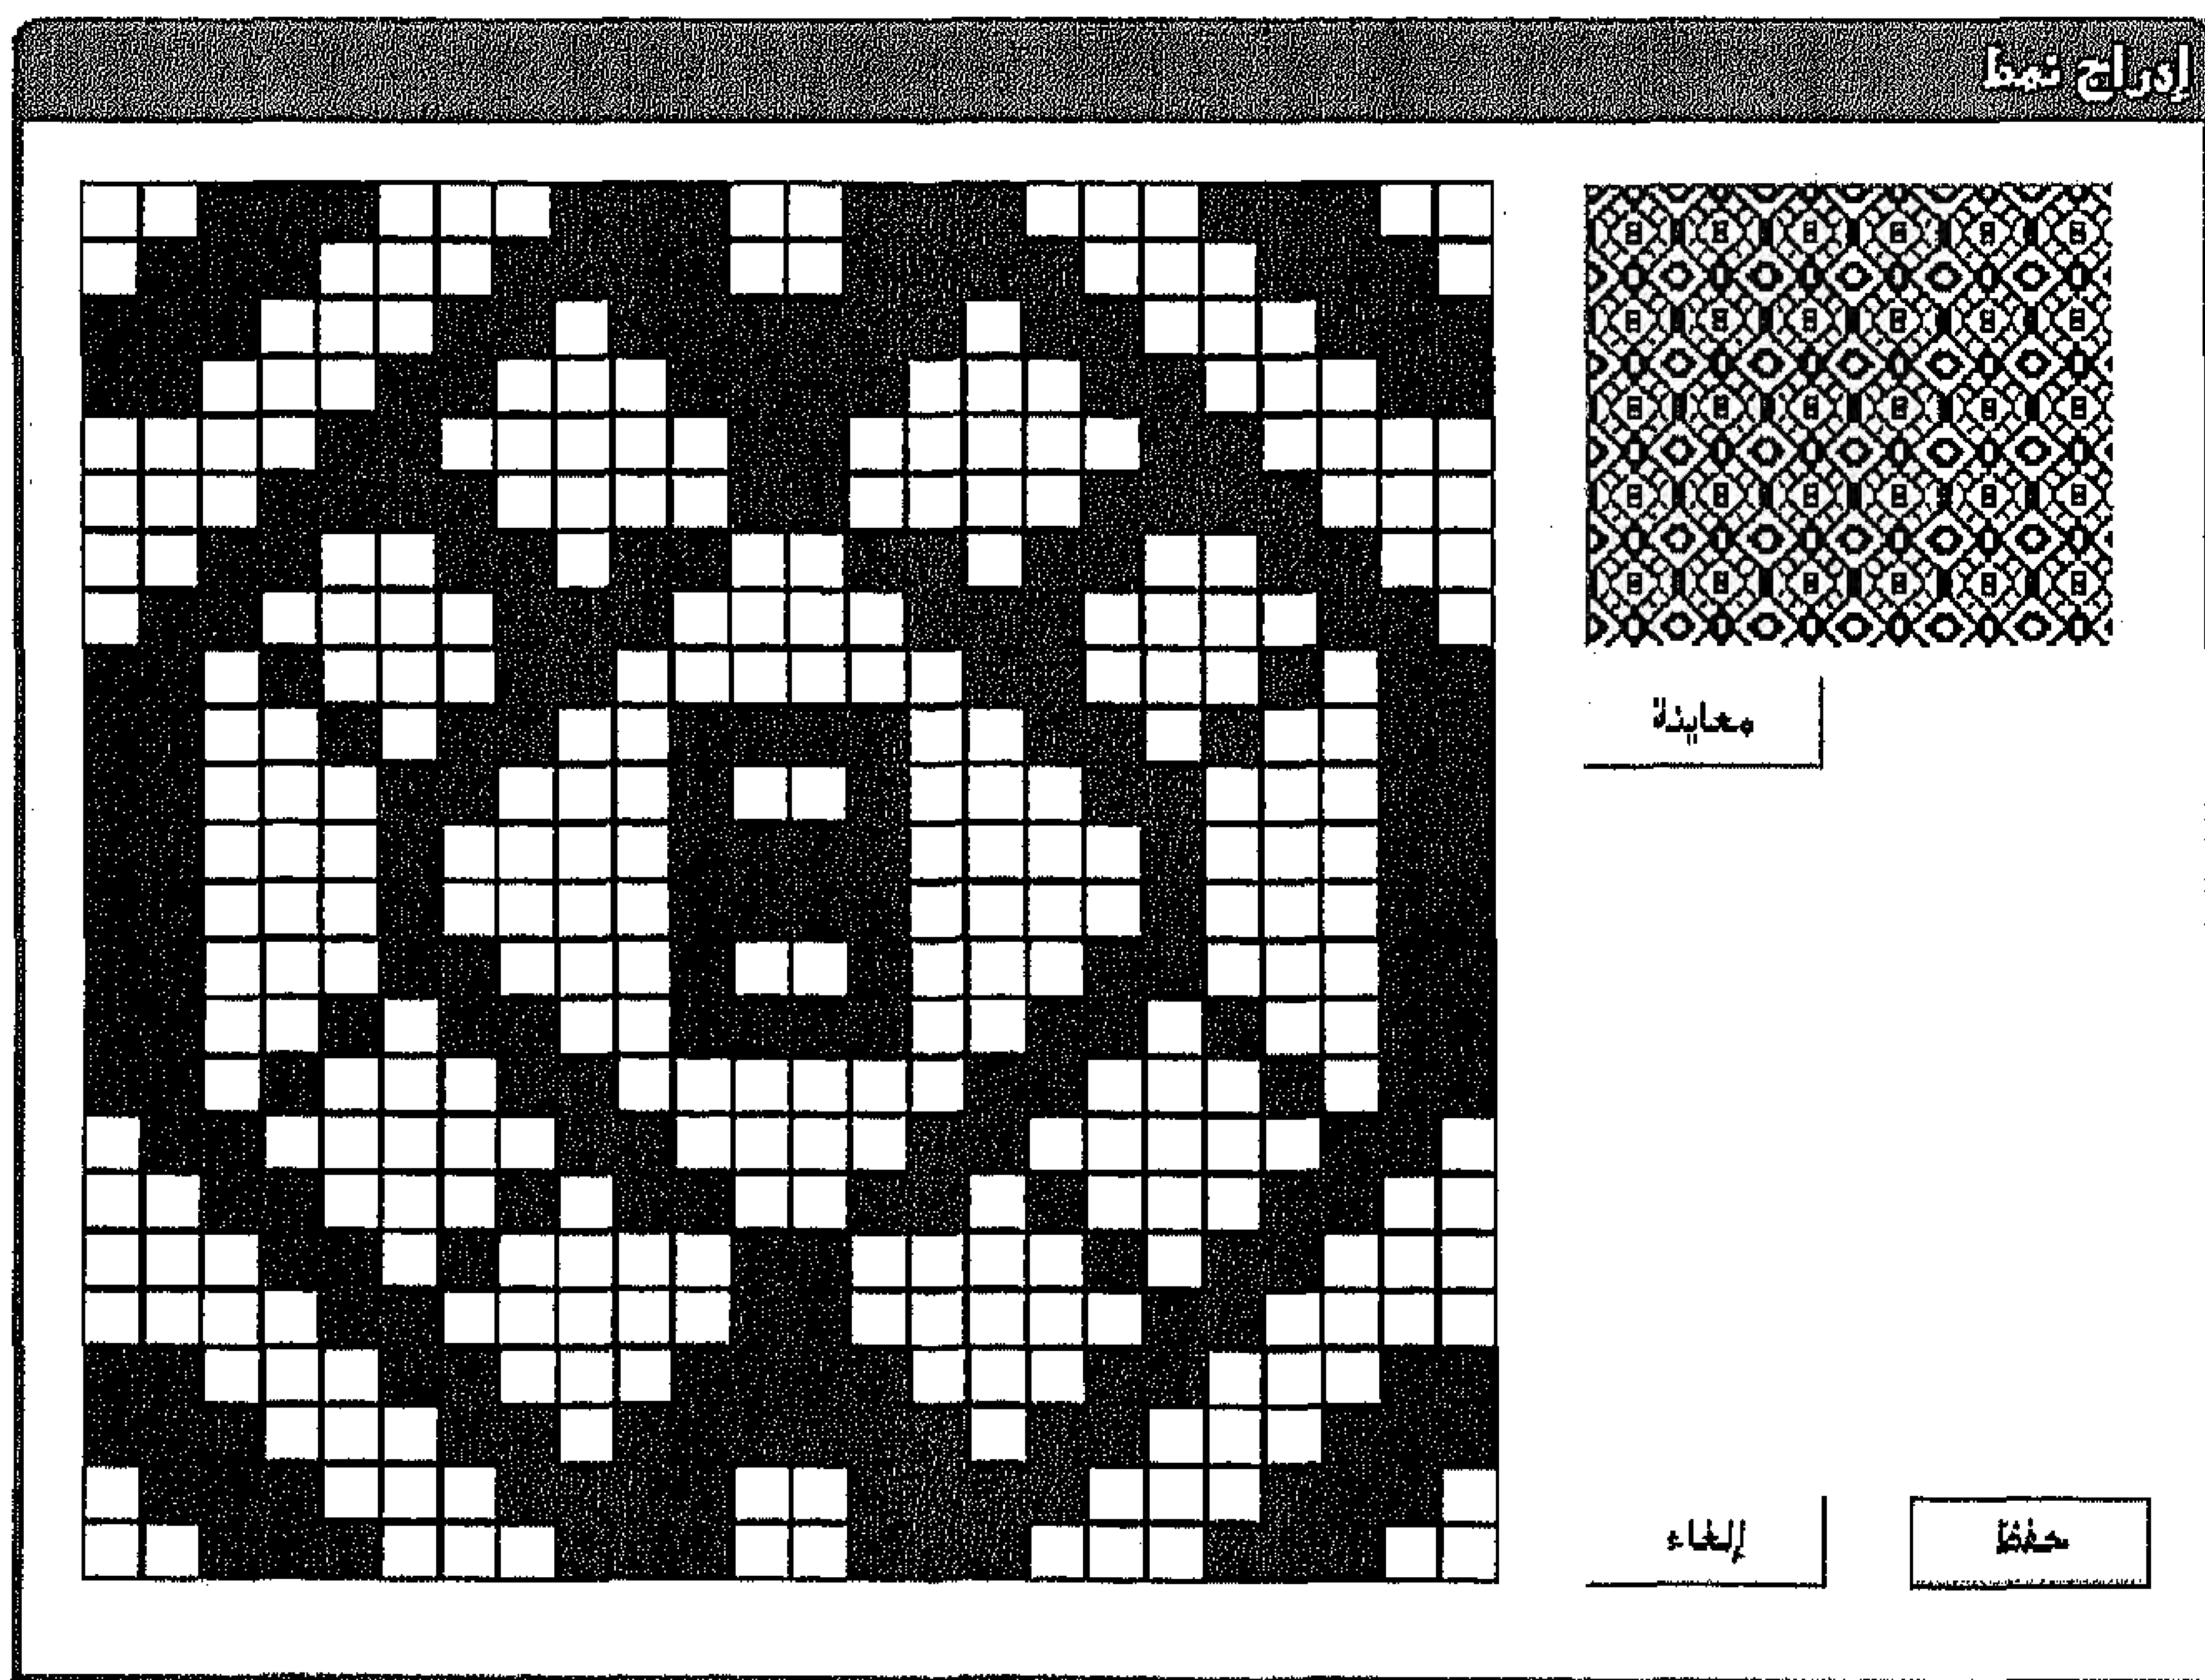 إدراج نمط
معاينة
حفظ
إلغاء